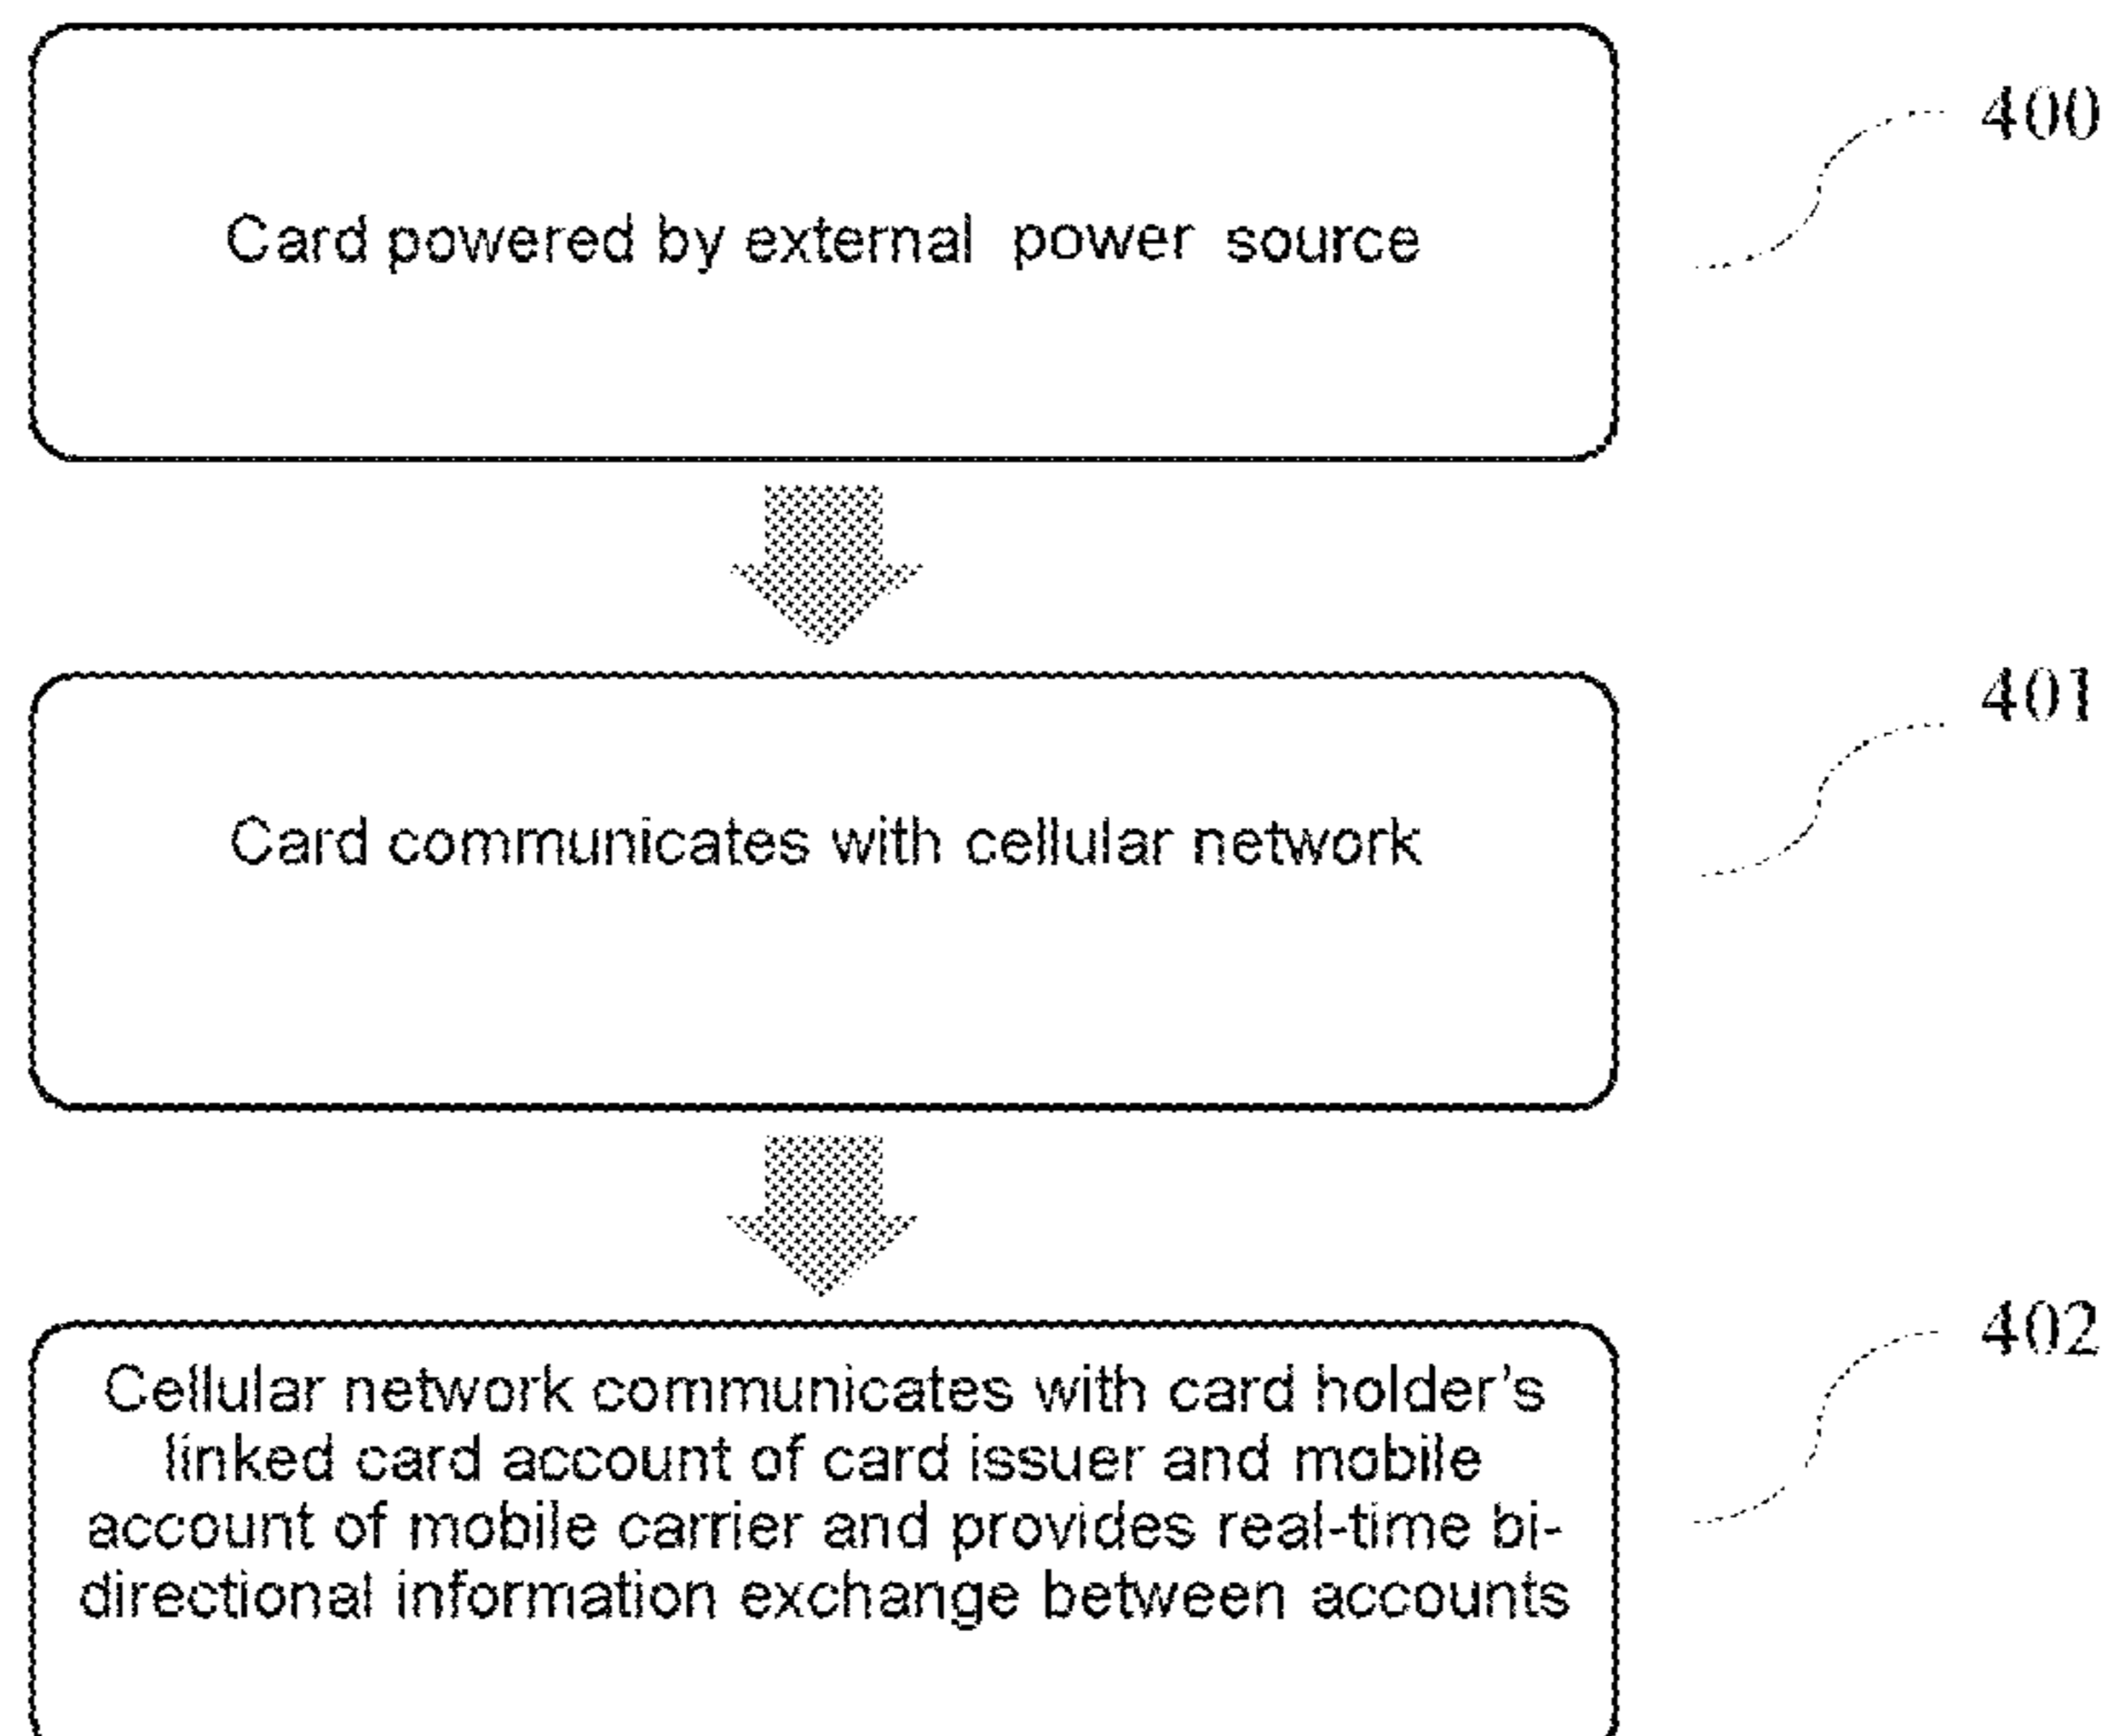 400
Card powered by external power source
401
Card communicates with cellular network
402
Cellular network communicates with card holder's
linked card account of card issuer and mobile
account of mobile carrier and provides real-time bi-
directional information exchange between accounts